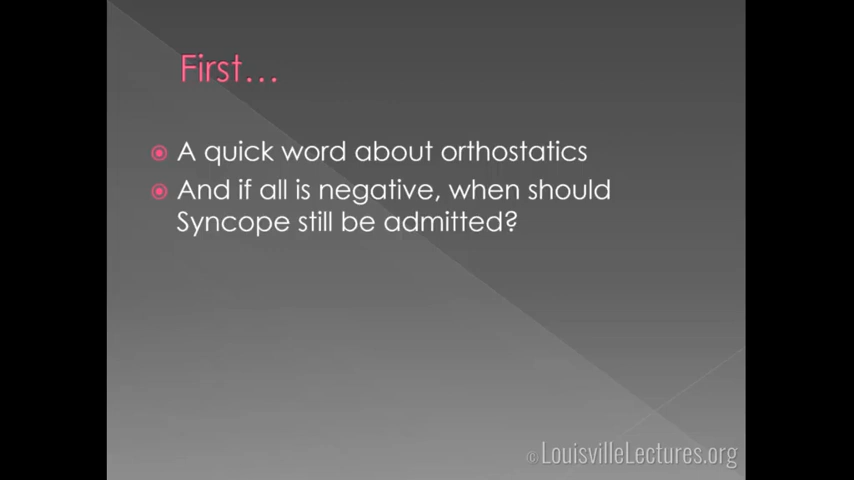 First...
A quick word about orthostatics
And if all is negative, when should
Syncope still be admitted?
© LouisvilleLectures.org